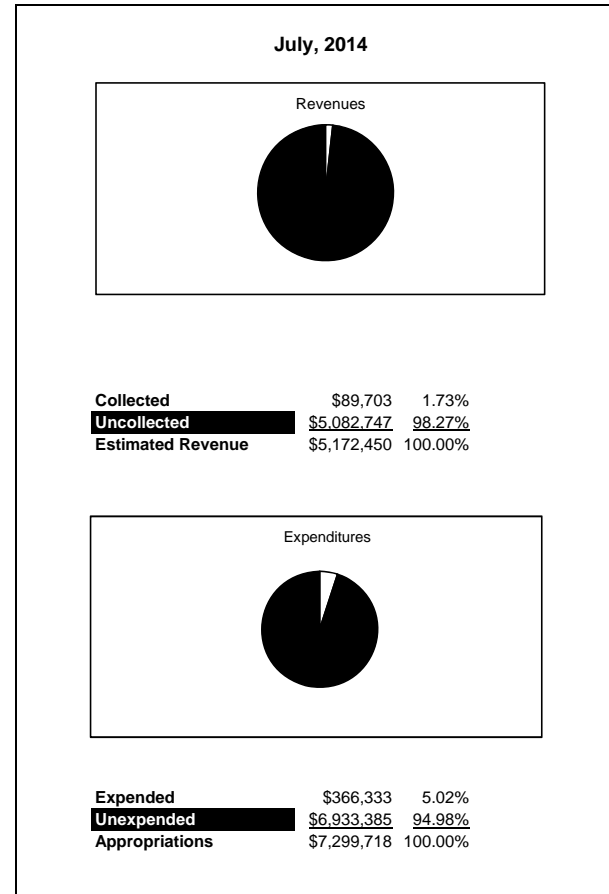 July, 2014
Revenues
Collected $89,703 1.73%
Uncollected $5,082,747 98.27%
Estimated Revenue $5,172,450 100.00%
Expenditures
Expended $366,333 5.02%
Unexpended $6,933,385 94.98%
Appropriations $7,299,718 100.00%